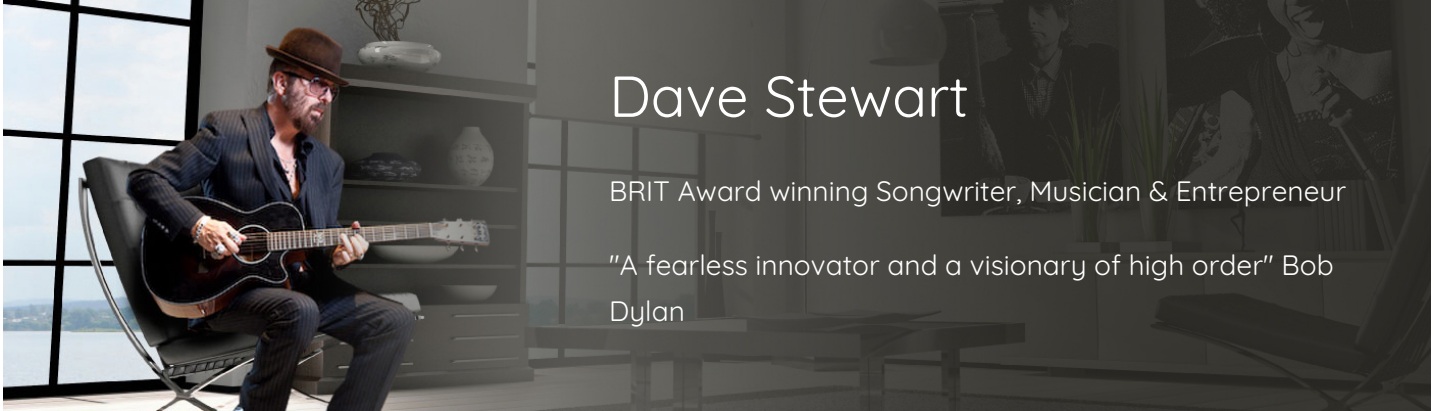 Dave Stewart
BRIT Award winning Songwriter, Musician & Entrepreneur
"A fearless innovator and a visionary of high order" Bob
Dylan